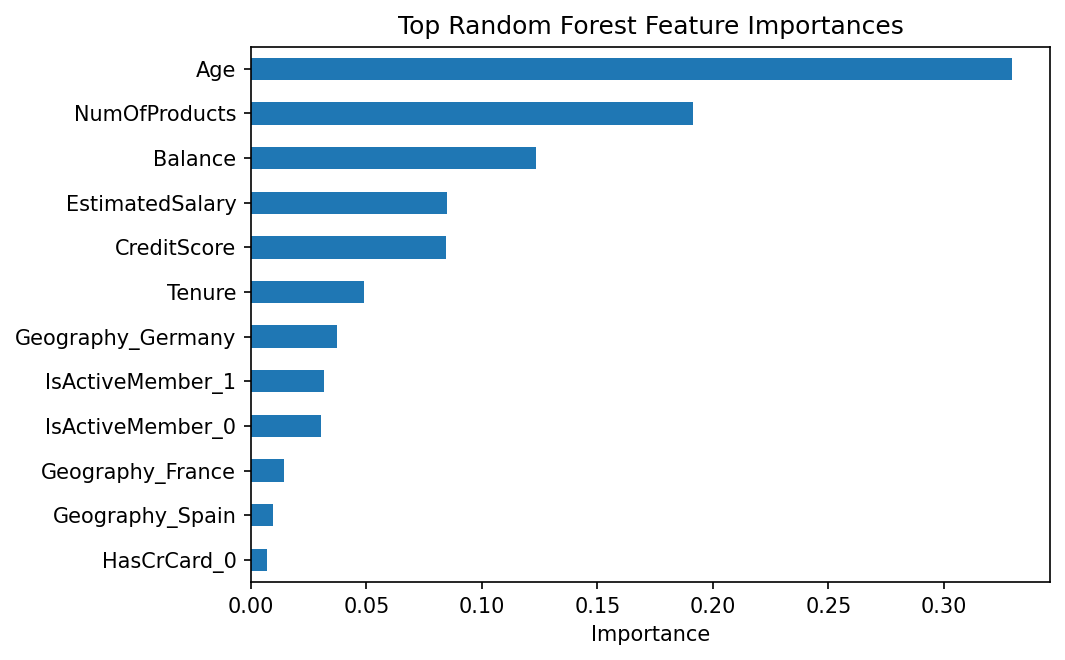 Top Random Forest Feature Importances
Age
NumOfProducts
Balance
EstimatedSalary
CreditScore
Tenure
Geography_Germany
IsActiveMember_1
IsActiveMember_0
Geography_France
Geography_Spain
HasCrCard_0
0.00 0.05 0.10 0.15 0.20 0.25 0.30
Importance